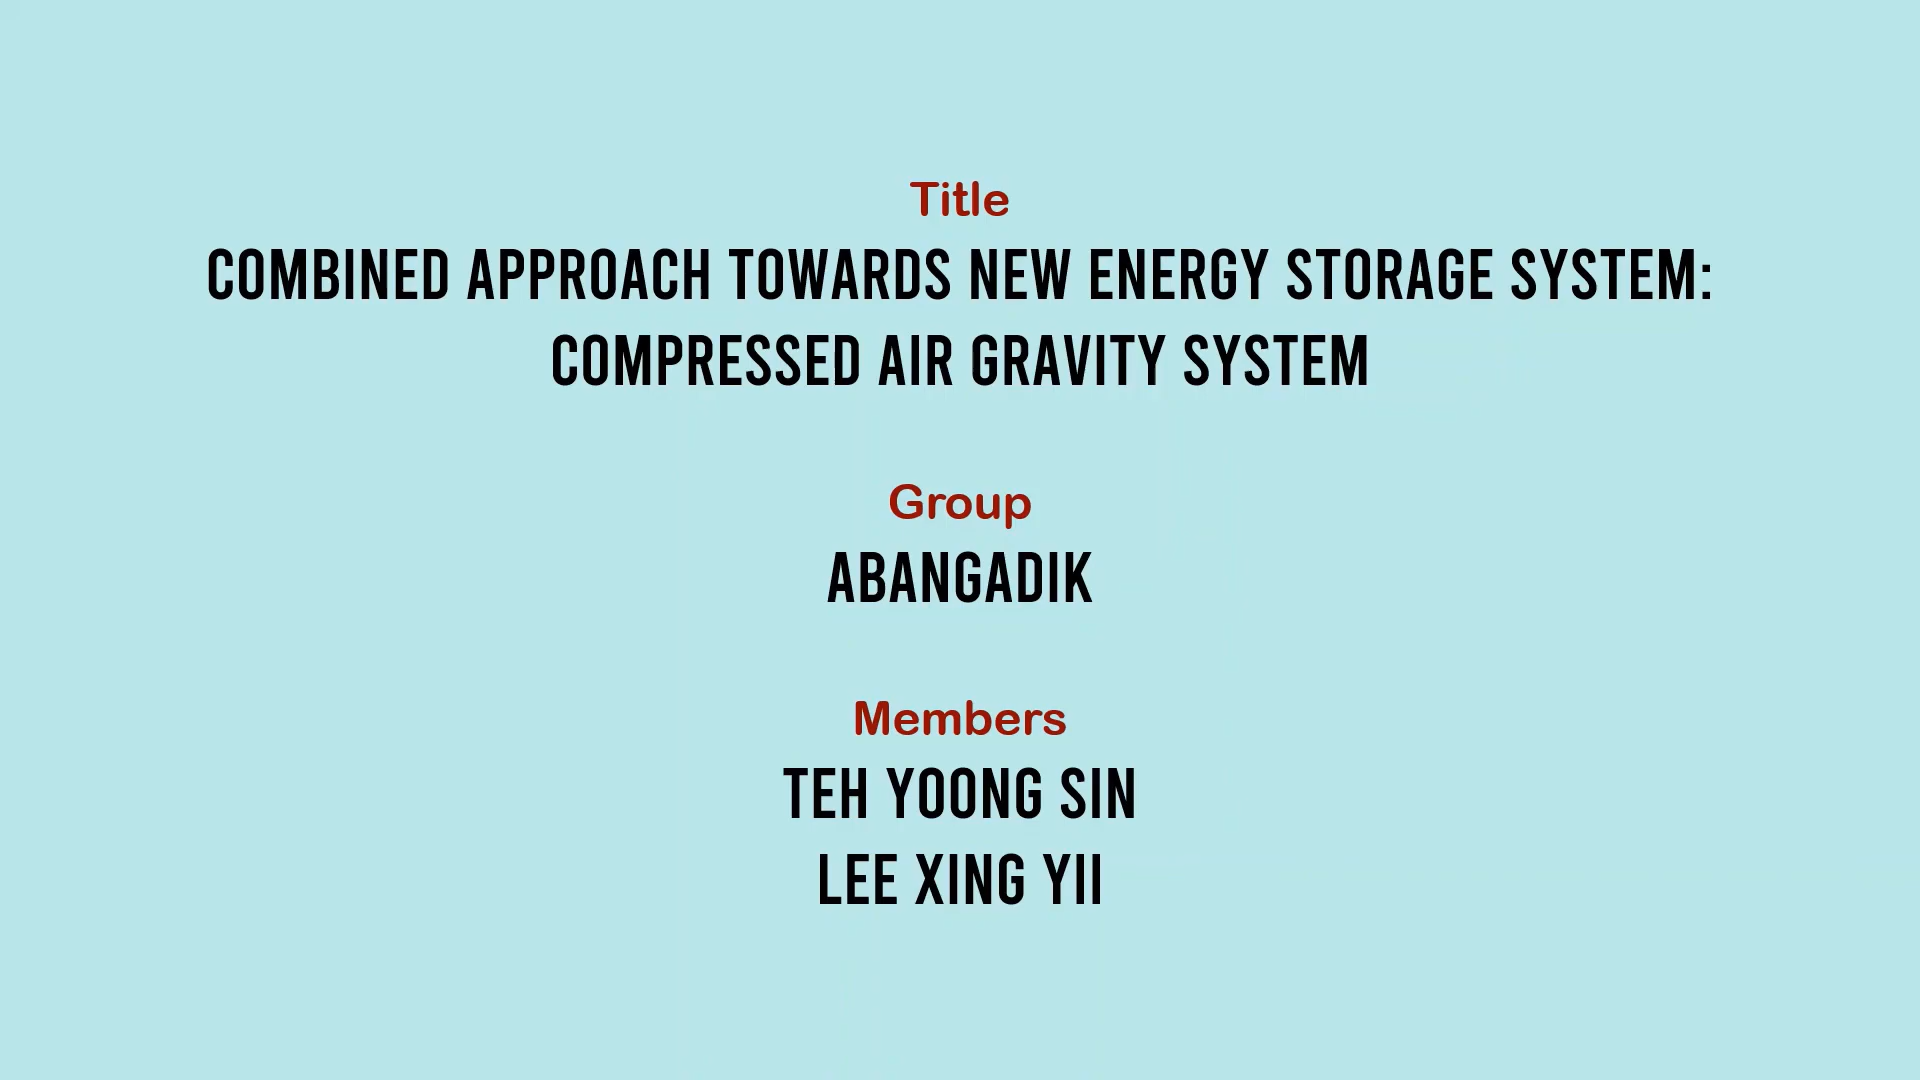 Title
COMBINED APPROACH TOWARDS NEW ENERGY STORAGE SYSTEM:
COMPRESSED AIR GRAVITY SYSTEM
Group
ABANGADIK
Members
TEH YOONG SIN
LEE XING YII